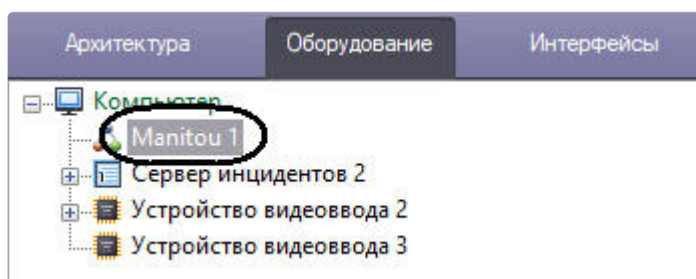 Архитектура Оборудование Интерфейсы
Компьютер
Manitou 1
Сервер инцидентов 2
Устройство видеоввода 2
Устройство видеоввода 3